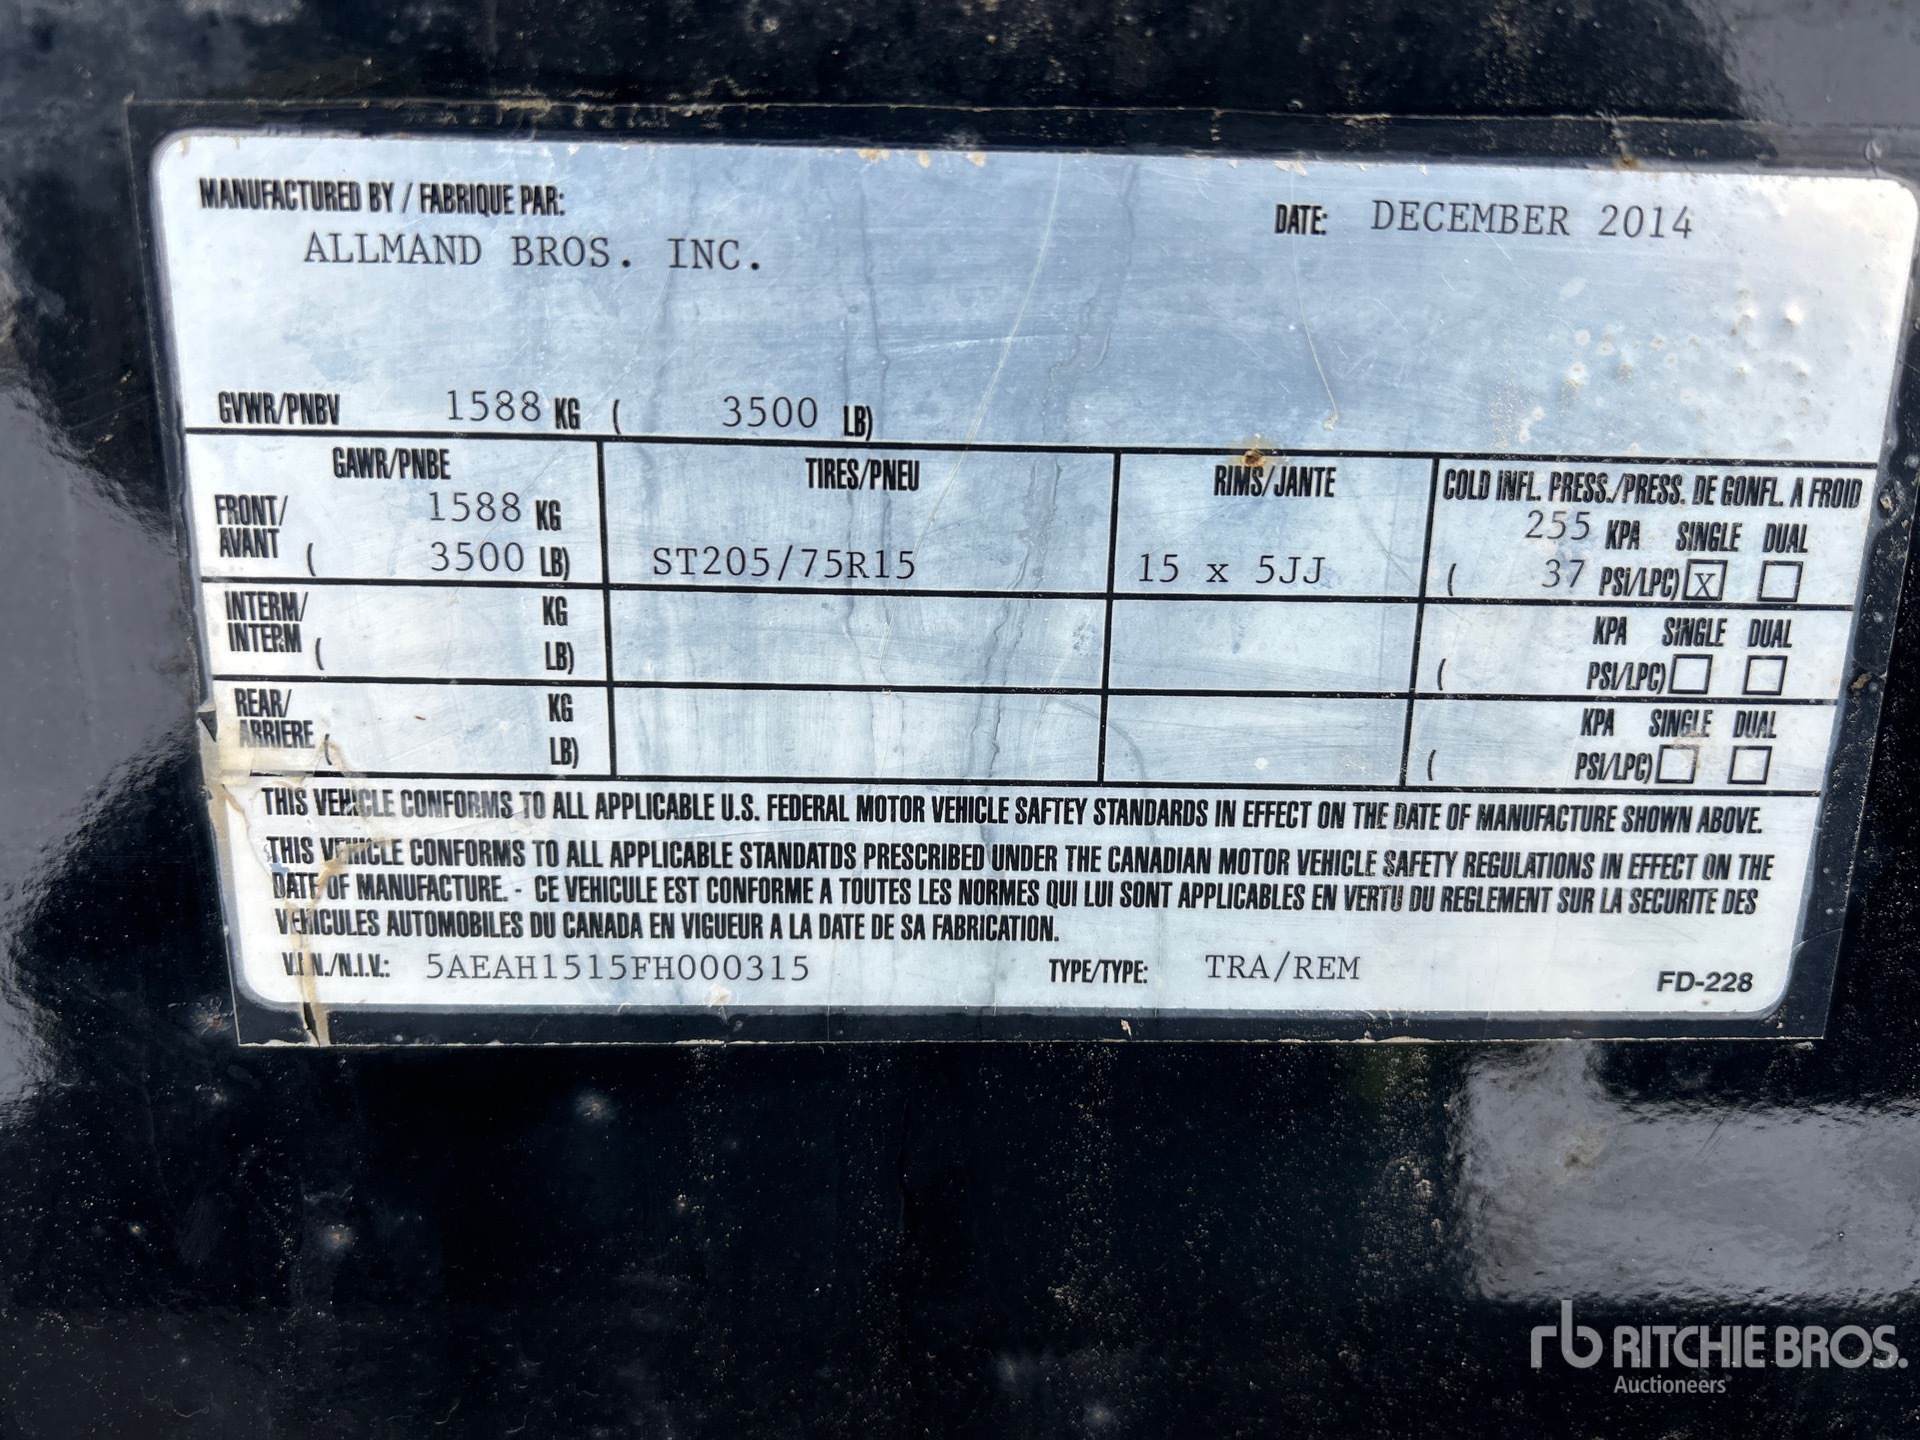 MANUFACTURED BY / FABRIQUE PAR:
ALLMAND BROS. INC.
DATE: DECEMBER 2014
GVWR/PNBV 1588 KG ( 3500 LB)
GAWR/PNBE TIRES/PNEU RIMS/JANTE COLD INFL. PRESS./PRESS. DE GONFL. A FROID
FRONT/ 1588 KG 255 KPA SINGLE DUAL
AVANT ( 3500 LB) ST205/75R15 15 x 5JJ ( 37 PSI/LPC) X
INTERM/ KG KPA SINGLE DUAL
INTERM ( LB) ( PSI/LPC)
REAR/ KG KPA SINGLE DUAL
ARRIERE ( LB) ( PSI/LPC)
THIS VEHICLE CONFORMS TO ALL APPLICABLE U.S. FEDERAL MOTOR VEHICLE SAFTEY STANDARDS IN EFFECT ON THE DATE OF MANUFACTURE SHOWN ABOVE.
THIS VEHICLE CONFORMS TO ALL APPLICABLE STANDATDS PRESCRIBED UNDER THE CANADIAN MOTOR VEHICLE SAFETY REGULATIONS IN EFFECT ON THE
DATE OF MANUFACTURE. - CE VEHICULE EST CONFORME A TOUTES LES NORMES QUI LUI SONT APPLICABLES EN VERTU DU REGLEMENT SUR LA SECURITE DES
VEHICULES AUTOMOBILES DU CANADA EN VIGUEUR A LA DATE DE SA FABRICATION.
V.I.N./N.I.V.: 5AEAH1515FH000315 TYPE/TYPE: TRA/REM FD-228
rb RITCHIE BROS.
Auctioneers